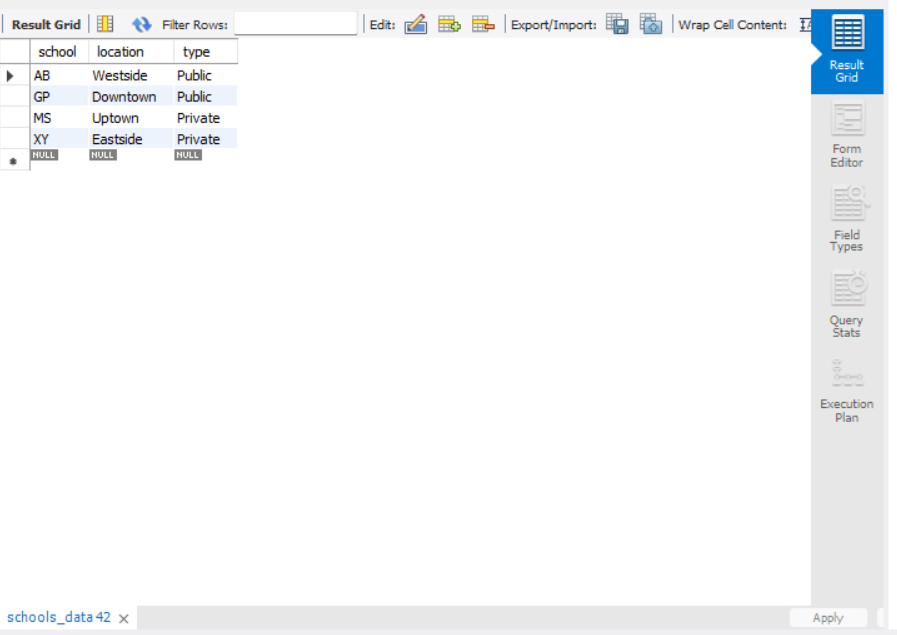 Result Grid Filter Rows: Edit: Export/Import: Wrap Cell Content:
school location type
AB Westside Public
GP Downtown Public
MS Uptown Private
XY Eastside Private
NULL NULL NULL
Result
Grid
Form
Editor
Field
Types
Query
Stats
Execution
Plan
schools_data 42
Apply